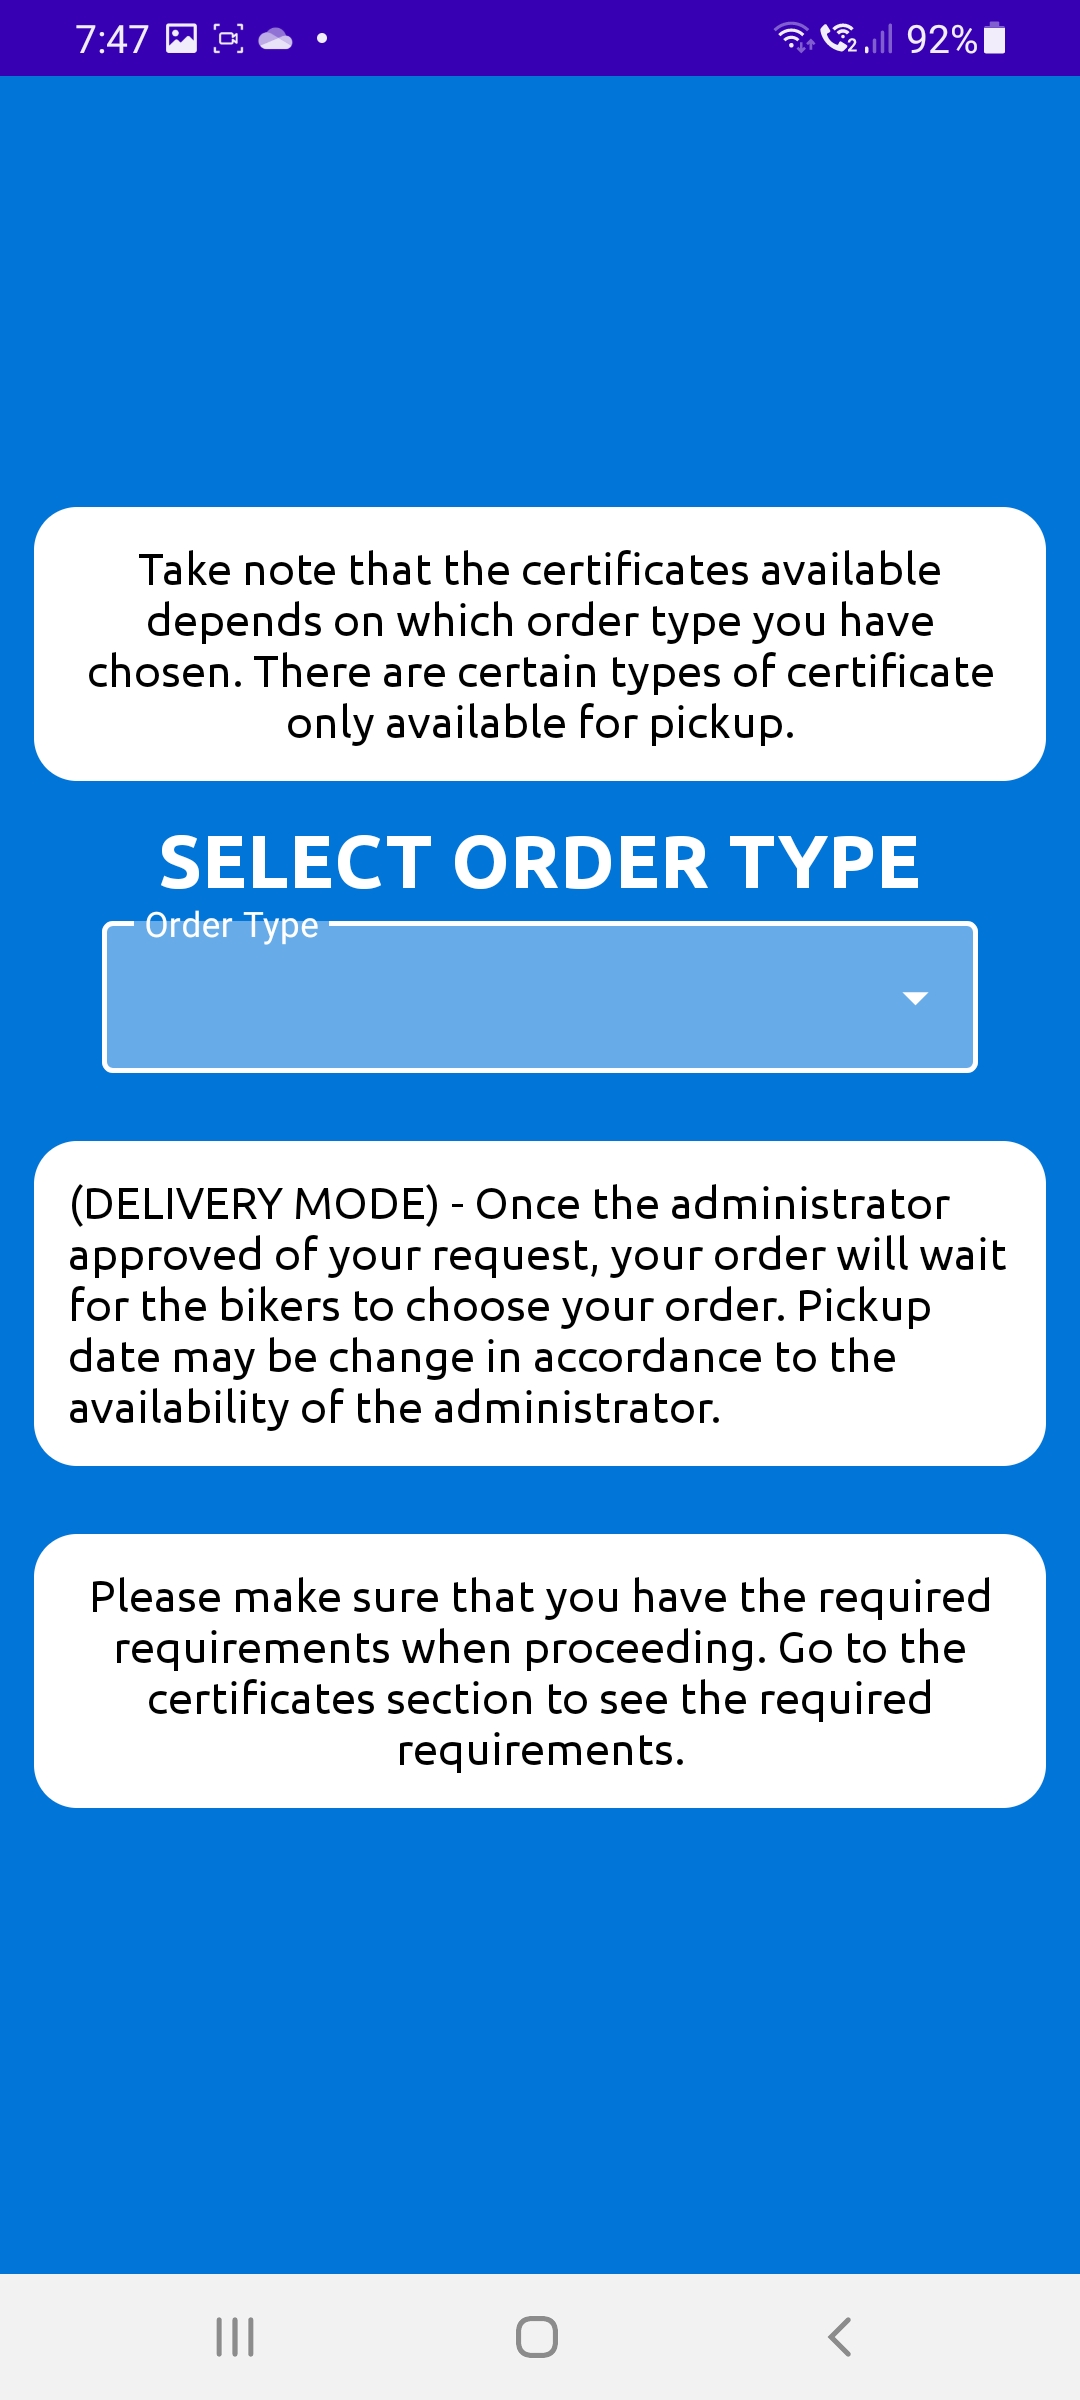 7:47
2
92%
Take note that the certificates available
depends on which order type you have
chosen. There are certain types of certificate
only available for pickup.
SELECT ORDER TYPE
Order Type
(DELIVERY MODE) - Once the administrator
approved of your request, your order will wait
for the bikers to choose your order. Pickup
date may be change in accordance to the
availability of the administrator.
Please make sure that you have the required
requirements when proceeding. Go to the
certificates section to see the required
requirements.